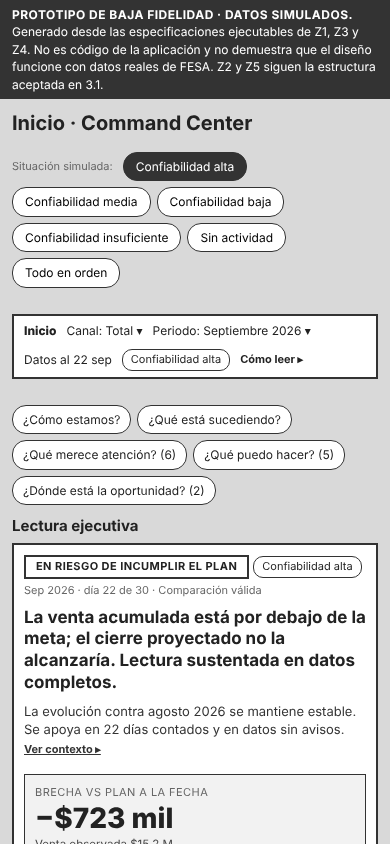 PROTOTIPO DE BAJA FIDELIDAD · DATOS SIMULADOS.
Generado desde las especificaciones ejecutables de Z1, Z3 y
Z4. No es código de la aplicación y no demuestra que el diseño
funcione con datos reales de FESA. Z2 y Z5 siguen la estructura
aceptada en 3.1.
Inicio · Command Center
Situación simulada: Confiabilidad alta
Confiabilidad media Confiabilidad baja
Confiabilidad insuficiente Sin actividad
Todo en orden
Inicio Canal: Total ▾ Periodo: Septiembre 2026 ▾
Datos al 22 sep Confiabilidad alta Cómo leer ▸
¿Cómo estamos? ¿Qué está sucediendo?
¿Qué merece atención? (6) ¿Qué puedo hacer? (5)
¿Dónde está la oportunidad? (2)
Lectura ejecutiva
EN RIESGO DE INCUMPLIR EL PLAN Confiabilidad alta
Sep 2026 · día 22 de 30 · Comparación válida
La venta acumulada está por debajo de la
meta; el cierre proyectado no la
alcanzaría. Lectura sustentada en datos
completos.
La evolución contra agosto 2026 se mantiene estable.
Se apoya en 22 días contados y en datos sin avisos.
Ver contexto ▸
BRECHA VS PLAN A LA FECHA
−$723 mil
Venta observada $15.2 M